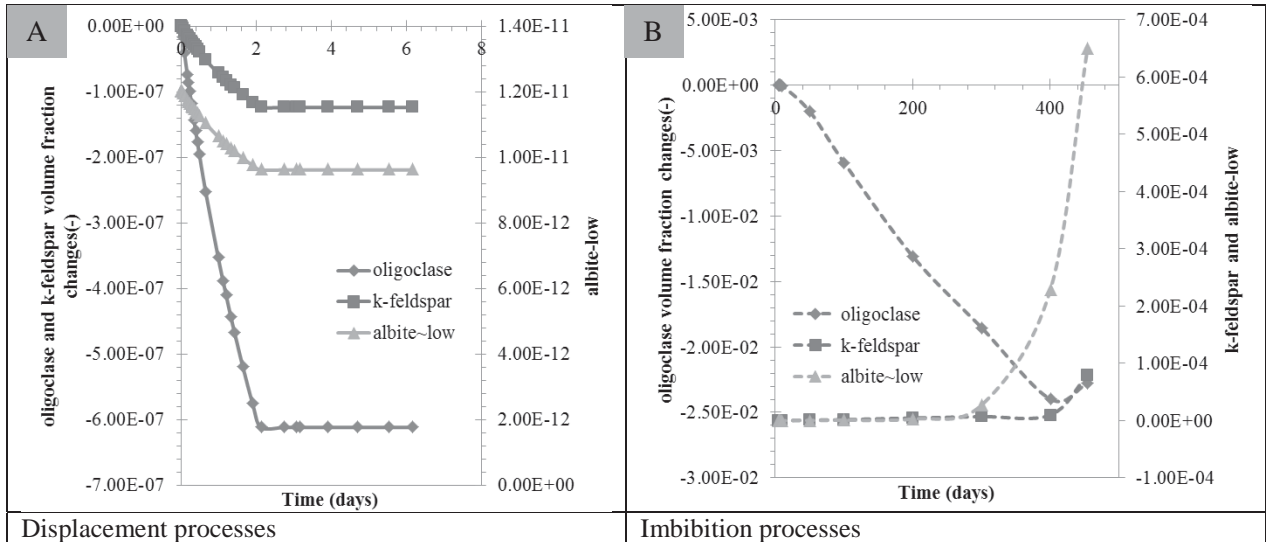 A
0.00E+00
-1.00E-07
-2.00E-07
-3.00E-07
-4.00E-07
-5.00E-07
-6.00E-07
-7.00E-07
oligoclase and k-feldspar volume fraction
changes(-)
0 2 4 6 8
1.40E-11
1.20E-11
1.00E-11
8.00E-12
6.00E-12
4.00E-12
2.00E-12
0.00E+00
albite-low
oligoclase
k-feldspar
albite~low
Time (days)
Displacement processes
B
5.00E-03
0.00E+00
-5.00E-03
-1.00E-02
-1.50E-02
-2.00E-02
-2.50E-02
-3.00E-02
oligoclase volume fraction changes(-)
0 200 400
7.00E-04
6.00E-04
5.00E-04
4.00E-04
3.00E-04
2.00E-04
1.00E-04
0.00E+00
-1.00E-04
k-feldspar and albite-low
oligoclase
k-feldspar
albite~low
Time (days)
Imbibition processes